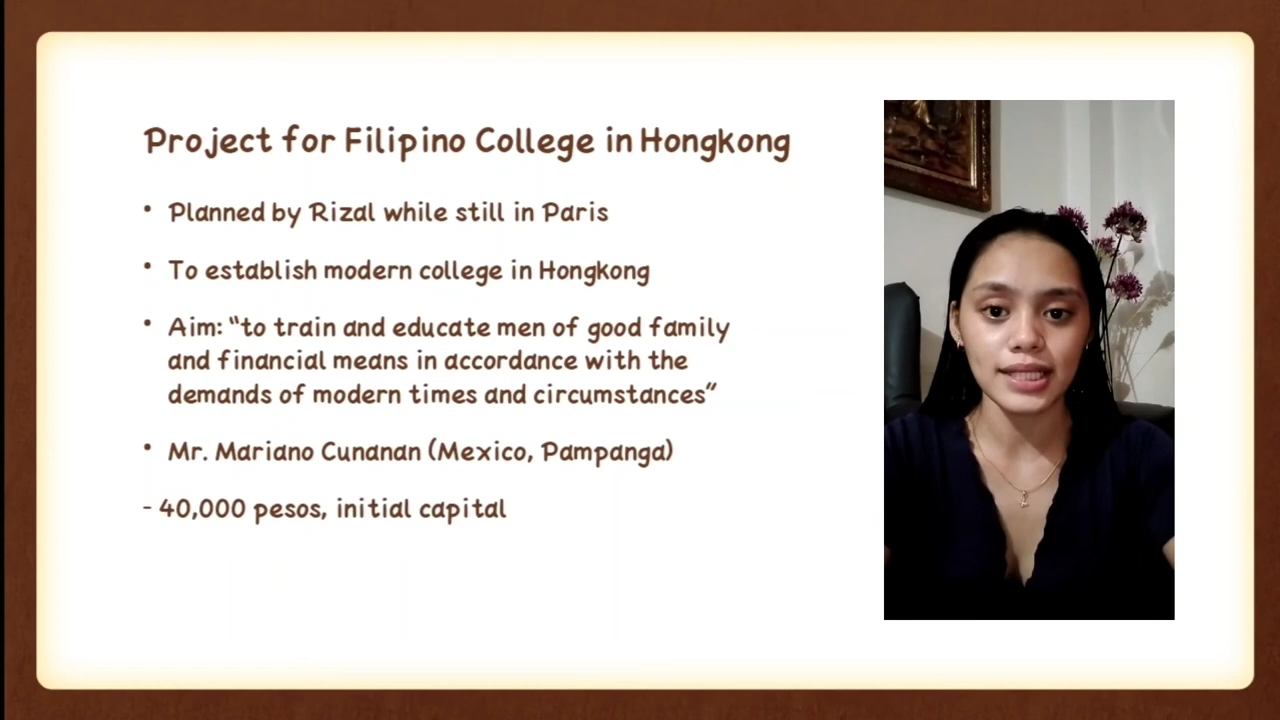 Project for Filipino College in Hongkong
• Planned by Rizal while still in Paris
• To establish modern college in Hongkong
• Aim: “to train and educate men of good family
and financial means in accordance with the
demands of modern times and circumstances”
• Mr. Mariano Cunanan (Mexico, Pampanga)
- 40,000 pesos, initial capital